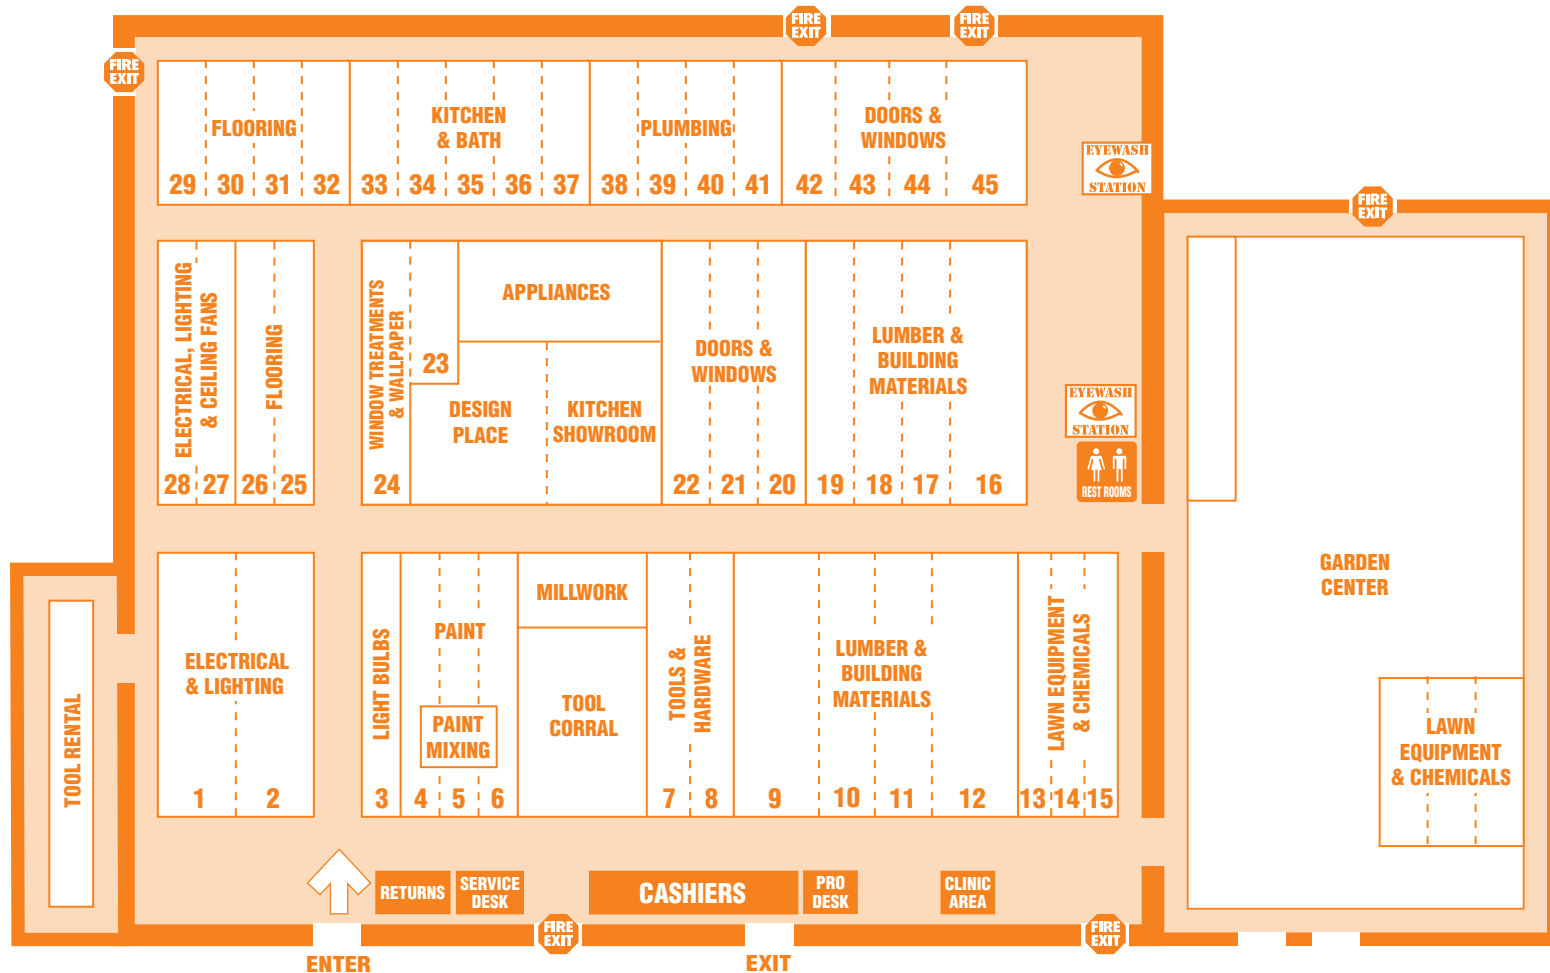 FIRE
EXIT
FIRE
EXIT
FIRE
EXIT
FLOORING
29 30 31 32
KITCHEN
& BATH
33 34 35 36 37
PLUMBING
38 39 40 41
DOORS &
WINDOWS
42 43 44 45
EYEWASH
STATION
FIRE
EXIT
ELECTRICAL, LIGHTING
& CEILING FANS
28 27
FLOORING
26 25
WINDOW TREATMENTS
& WALLPAPER
24
23
APPLIANCES
DESIGN
PLACE
KITCHEN
SHOWROOM
DOORS &
WINDOWS
22 21 20
LUMBER &
BUILDING
MATERIALS
19 18 17 16
EYEWASH
STATION
REST ROOMS
GARDEN
CENTER
TOOL RENTAL
ELECTRICAL
& LIGHTING
1 2
LIGHT BULBS
3
PAINT
PAINT
MIXING
4 5 6
MILLWORK
TOOL
CORRAL
TOOLS &
HARDWARE
7 8
LUMBER &
BUILDING
MATERIALS
9 10 11 12
LAWN EQUIPMENT
& CHEMICALS
13 14 15
LAWN
EQUIPMENT
& CHEMICALS
RETURNS
SERVICE
DESK
CASHIERS
PRO
DESK
CLINIC
AREA
FIRE
EXIT
FIRE
EXIT
ENTER
EXIT